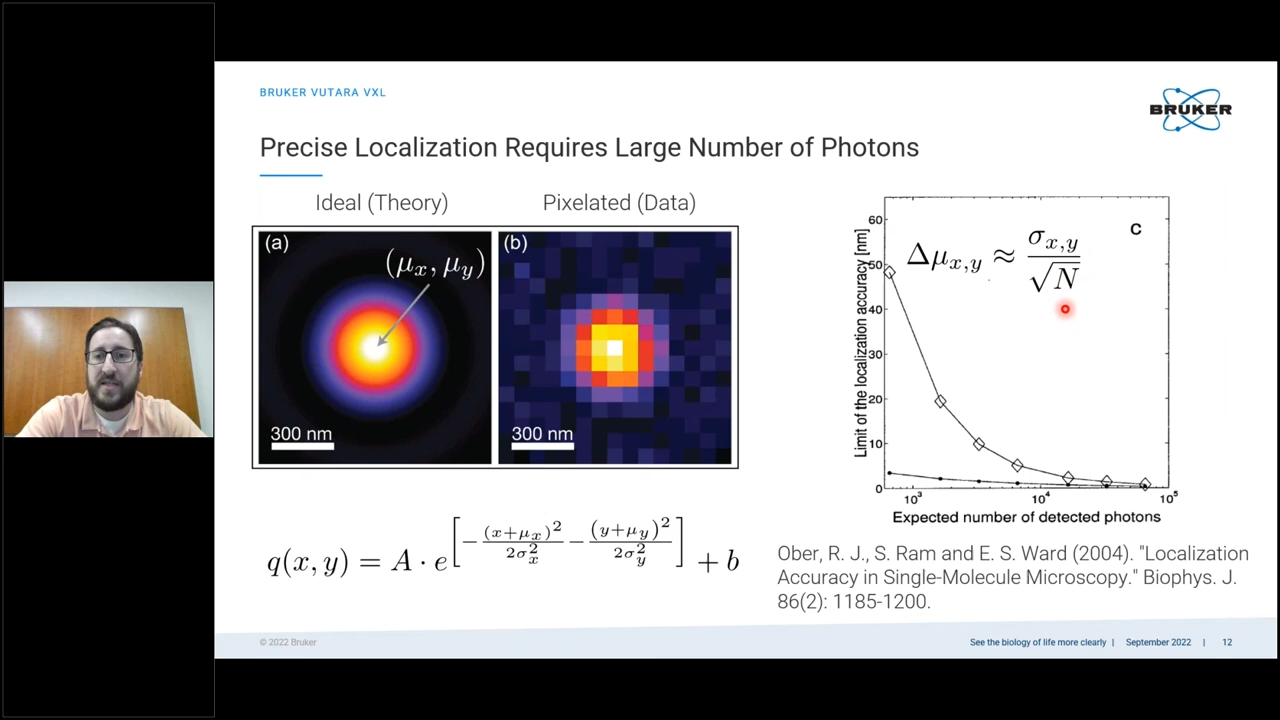 BRUKER VUTARA VXL
BRUKER
Precise Localization Requires Large Number of Photons
Ideal (Theory)
Pixelated (Data)
(a)
(μx, μy)
300 nm
(b)
300 nm
q(x, y) = A · e^[−(x+μx)²/2σx² − (y+μy)²/2σy²] + b
C
Δμx,y ≈ σx,y/√N
Limit of the localization accuracy [nm]
60
50
40
30
20
10
0
10³
10⁴
10⁵
Expected number of detected photons
Ober, R. J., S. Ram and E. S. Ward (2004). "Localization
Accuracy in Single-Molecule Microscopy." Biophys. J.
86(2): 1185-1200.
© 2022 Bruker
See the biology of life more clearly | September 2022 | 12